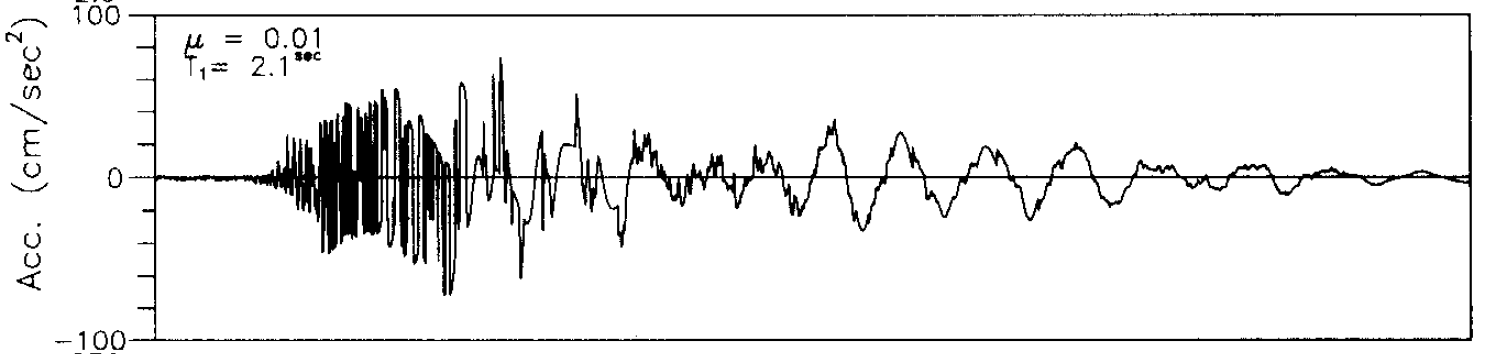 100
μ = 0.01
T₁= 2.1sec
0
-100
Acc. (cm/sec²)